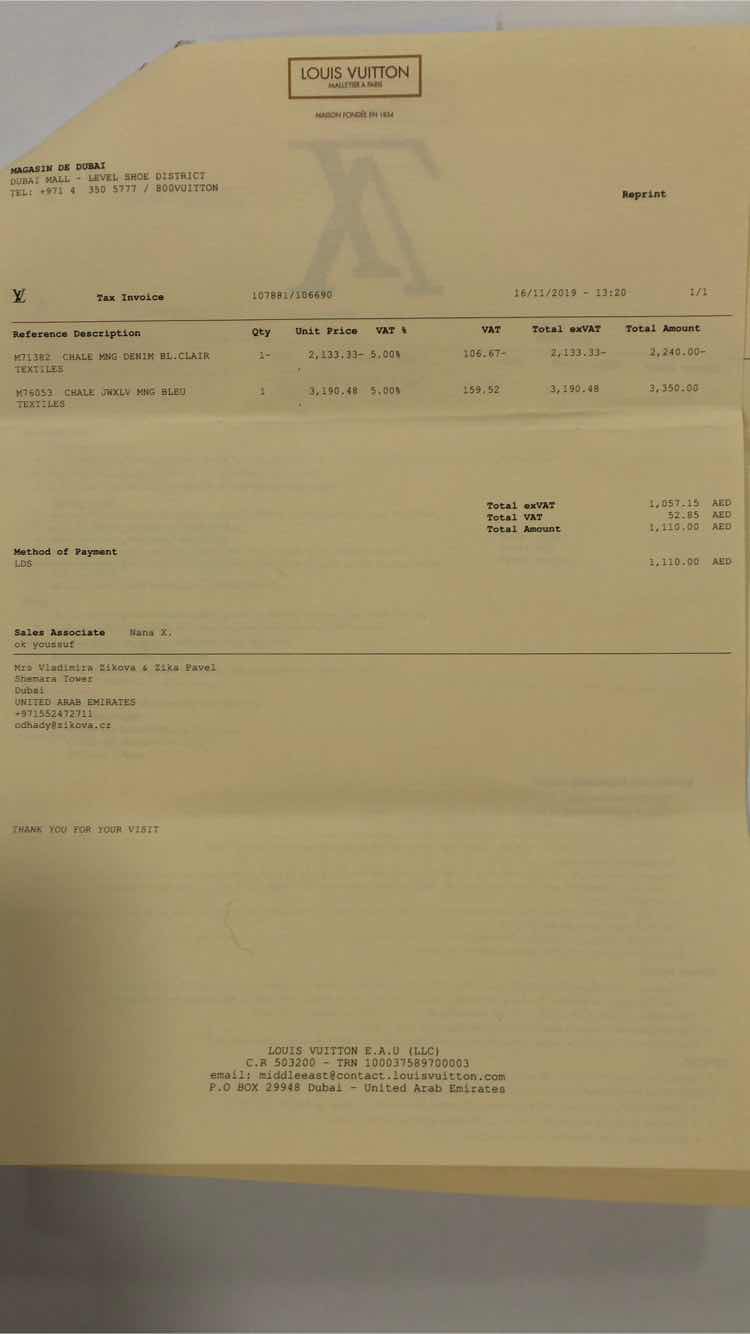 LOUIS VUITTON
MALLETIER A PARIS
MAISON FONDÉE EN 1854
MAGASIN DE DUBAI
DUBAI MALL - LEVEL SHOE DISTRICT
TEL: +971 4 350 5777 / 800VUITTON
Reprint
LV Tax Invoice 107881/106690 16/11/2019 - 13:20 1/1
Reference Description Qty Unit Price VAT % VAT Total exVAT Total Amount
M71382 CHALE MNG DENIM BL.CLAIR 1- 2,133.33- 5.00% 106.67- 2,133.33- 2,240.00-
TEXTILES
M76053 CHALE JWXLV MNG BLEU 1 3,190.48 5.00% 159.52 3,190.48 3,350.00
TEXTILES
Total exVAT 1,057.15 AED
Total VAT 52.85 AED
Total Amount 1,110.00 AED
Method of Payment
LDS 1,110.00 AED
Sales Associate Nana X.
ok youssuf
Mrs Vladimira Zikova & Zika Pavel
Shemara Tower
Dubai
UNITED ARAB EMIRATES
+971552472711
odhady@zikova.cz
THANK YOU FOR YOUR VISIT
LOUIS VUITTON E.A.U (LLC)
C.R 503200 - TRN 100037589700003
email: middleeast@contact.louisvuitton.com
P.O BOX 29948 Dubai - United Arab Emirates